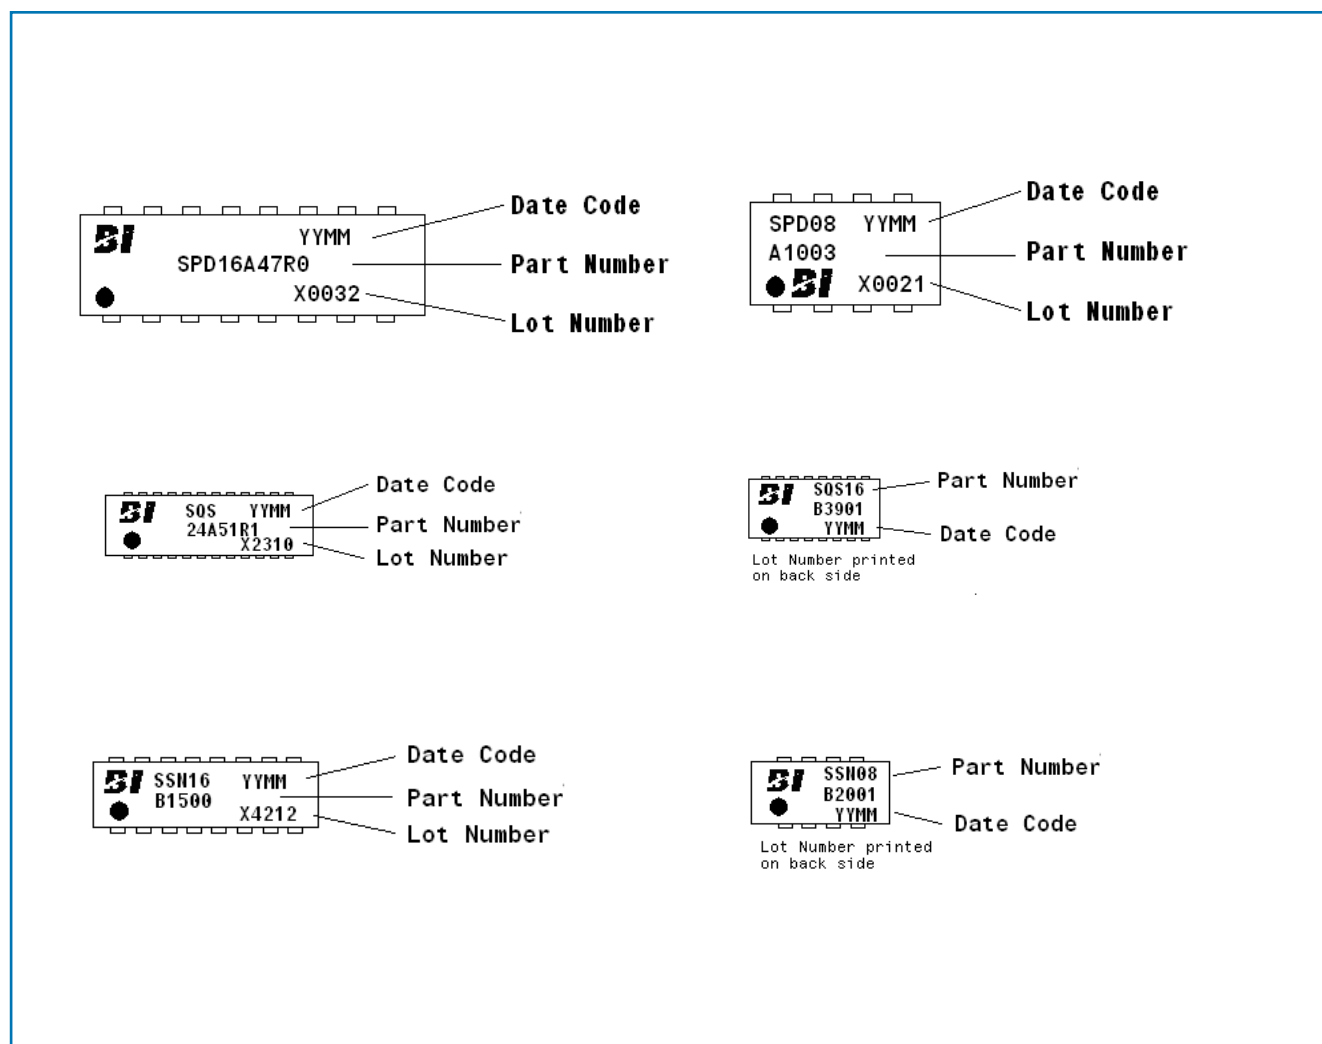 BI YYMM Date Code
SPD16A47R0 Part Number
X0032 Lot Number
SPD08 YYMM Date Code
A1003 Part Number
BI X0021 Lot Number
BI SQS YYMM Date Code
24A51R1 Part Number
X2310 Lot Number
BI SQS16 Part Number
B3901
YYMM Date Code
Lot Number printed
on back side
BI SSN16 YYMM Date Code
B1500 Part Number
X4212 Lot Number
BI SSN08 Part Number
B2001
YYMM Date Code
Lot Number printed
on back side